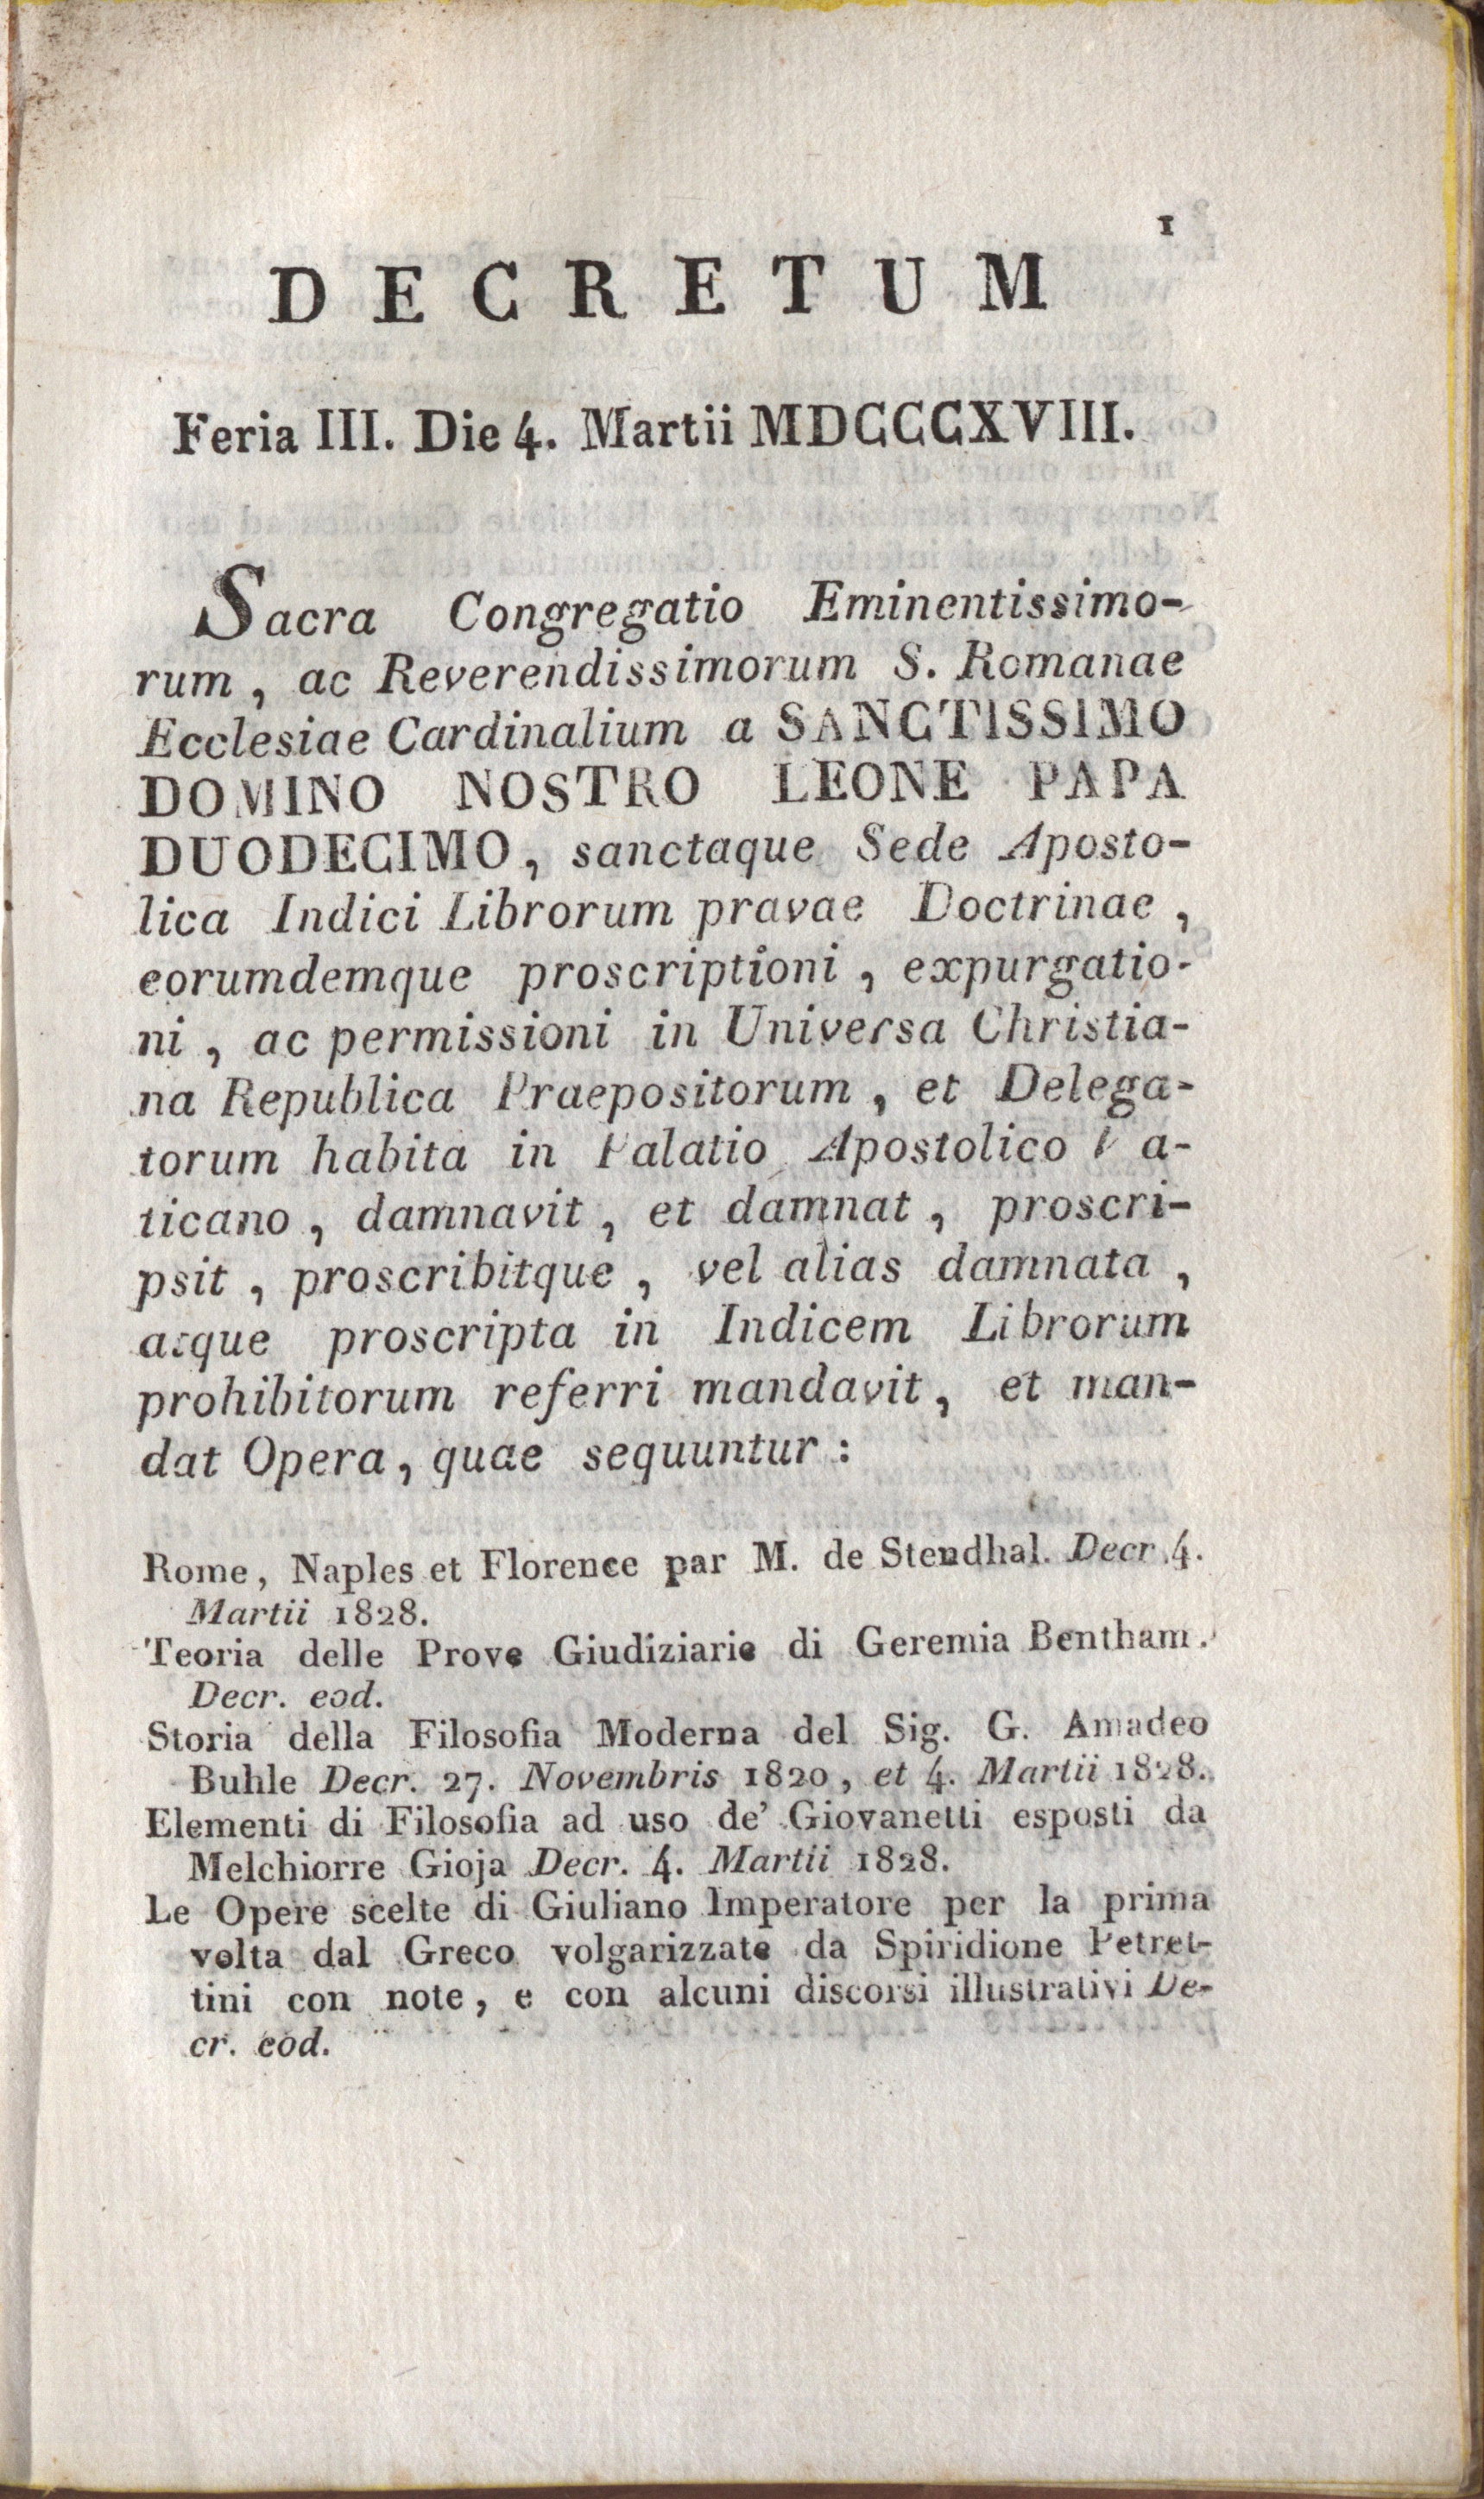 1
DECRETUM
Feria III. Die 4. Martii MDCCCXVIII.
Sacra Congregatio Eminentissimo-
rum, ac Reverendissimorum S. Romanae
Ecclesiae Cardinalium a SANCTISSIMO
DOMINO NOSTRO LEONE PAPA
DUODECIMO, sanctaque Sede Aposto-
lica Indici Librorum pravae Doctrinae,
eorumdemque proscriptioni, expurgatio-
ni, ac permissioni in Universa Christia-
na Republica Praepositorum, et Delega-
torum habita in Palatio Apostolico Va-
ticano, damnavit, et damnat, proscri-
psit, proscribitque, vel alias damnata,
atque proscripta in Indicem Librorum
prohibitorum referri mandavit, et man-
dat Opera, quae sequuntur:
Rome, Naples et Florence par M. de Stendhal. Decr. 4.
Martii 1828.
Teoria delle Prove Giudiziarie di Geremia Bentham.
Decr. eod.
Storia della Filosofia Moderna del Sig. G. Amadeo
Buhle Decr. 27. Novembris 1820, et 4. Martii 1828.
Elementi di Filosofia ad uso de' Giovanetti esposti da
Melchiorre Gioja Decr. 4. Martii 1828.
Le Opere scelte di Giuliano Imperatore per la prima
volta dal Greco volgarizzate da Spiridione Petret-
tini con note, e con alcuni discorsi illustrativi De-
cr. eod.